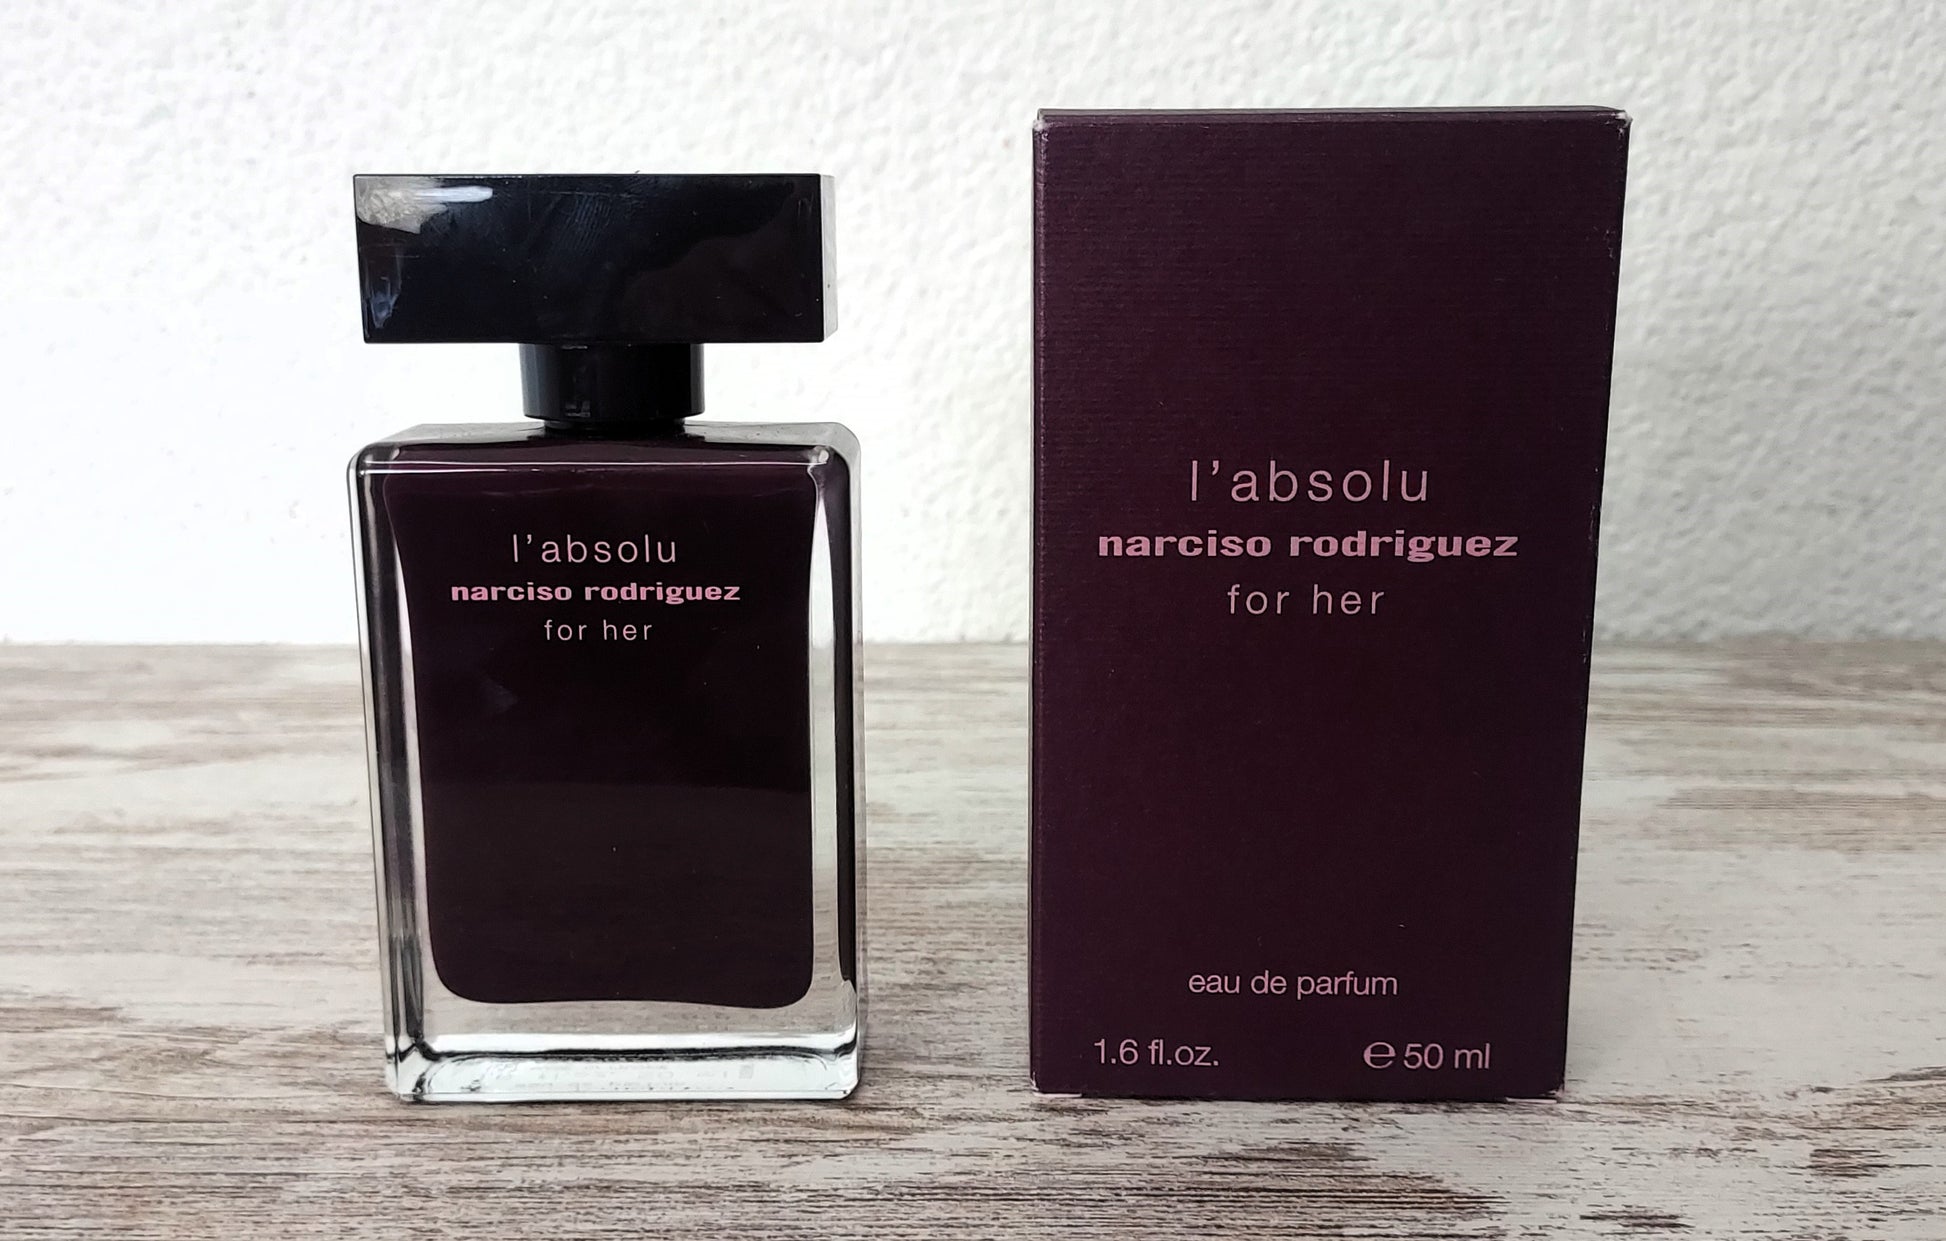 l'absolu
narciso rodriguez
for her
l'absolu
narciso rodriguez
for her
eau de parfum
1.6 fl.oz. ℮ 50 ml